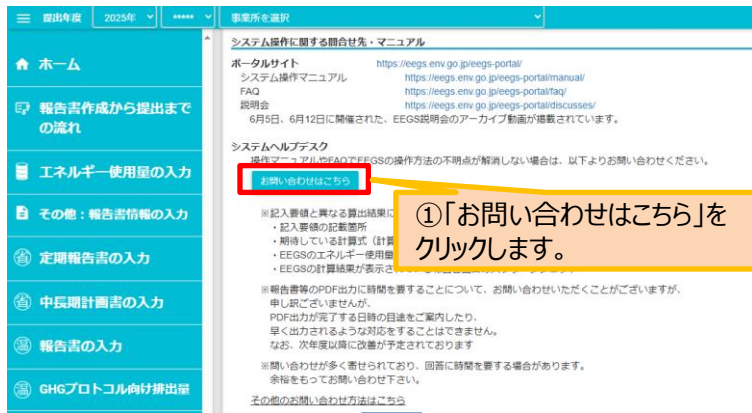 提出年度 2025年 ***** 事業所を選択
ホーム
報告書作成から提出まで
の流れ
エネルギー使用量の入力
その他：報告書情報の入力
定期報告書の入力
中長期計画書の入力
報告書の入力
GHGプロトコル向け排出量
システム操作に関する問合せ先・マニュアル
ポータルサイト https://eegs.env.go.jp/eegs-portal/
システム操作マニュアル https://eegs.env.go.jp/eegs-portal/manual/
FAQ https://eegs.env.go.jp/eegs-portal/faq/
説明会 https://eegs.env.go.jp/eegs-portal/discusses/
6月5日、6月12日に開催された、EEGS説明会のアーカイブ動画が掲載されています。
システムヘルプデスク
操作マニュアルやFAQでEEGSの操作方法の不明点が解消しない場合は、以下よりお問い合わせください。
お問い合わせはこちら
①「お問い合わせはこちら」を
クリックします。
※記入要領と異なる算出結果に
・記入要領の記載箇所
・期待している計算式（計算
・EEGSのエネルギー使用量
・EEGSの計算結果が表示され
※報告書等のPDF出力に時間を要することについて、お問い合わせいただくことがございますが、
申し訳ございませんが、
PDF出力が完了する日時の目途をご案内したり、
早く出力されるような対応をすることはできません。
なお、次年度以降に改善が予定されております
※問い合わせが多く寄せられており、回答に時間を要する場合があります。
余裕をもってお問い合わせ下さい。
その他のお問い合わせ方法はこちら